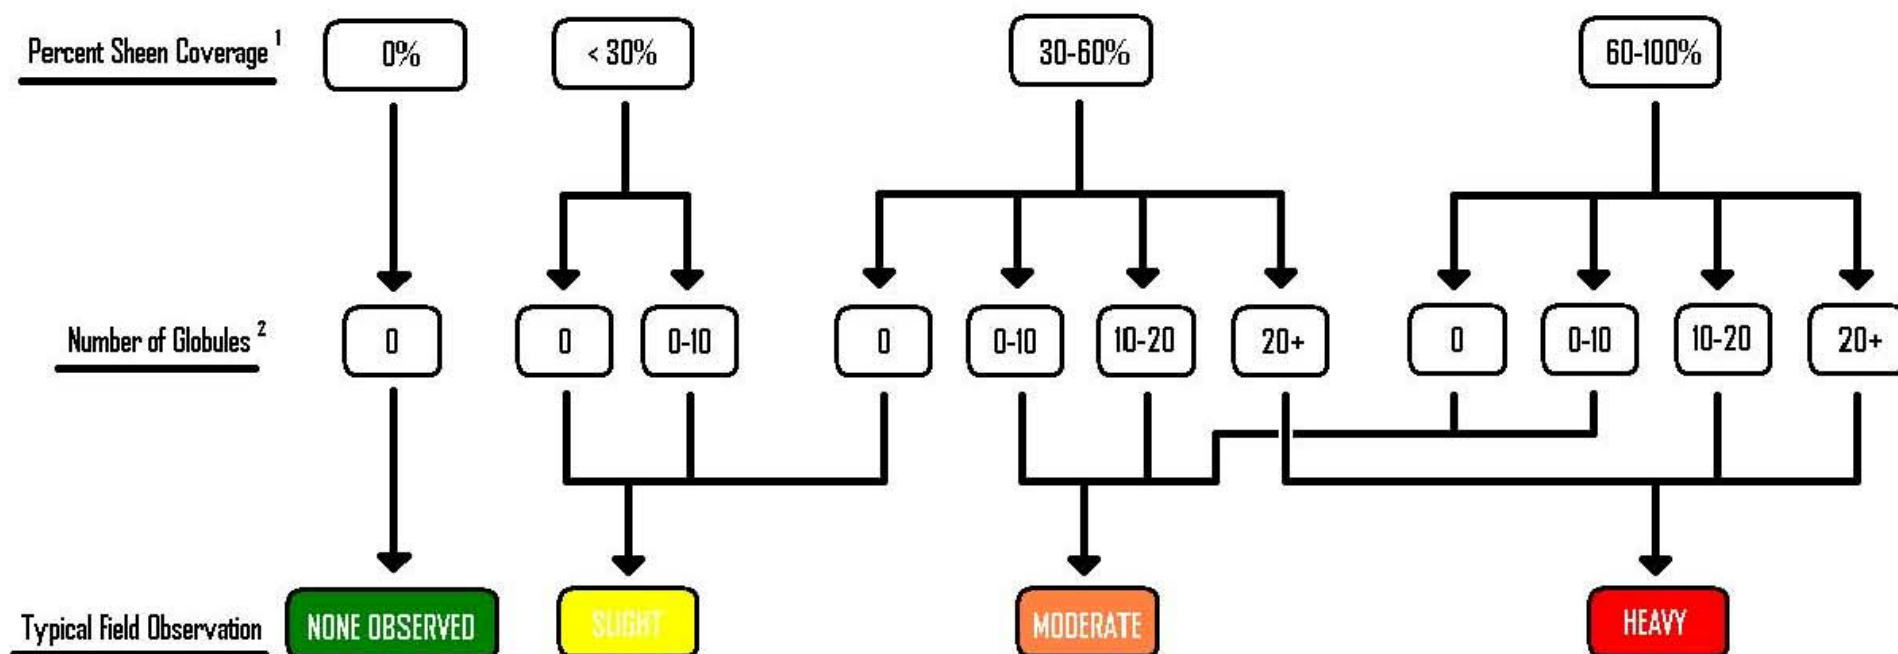 Percent Sheen Coverage ¹ 0% < 30% 30-60% 60-100%
Number of Globules ² 0 0 0-10 0 0-10 10-20 20+ 0 0-10 10-20 20+
Typical Field Observation NONE OBSERVED SLIGHT MODERATE HEAVY